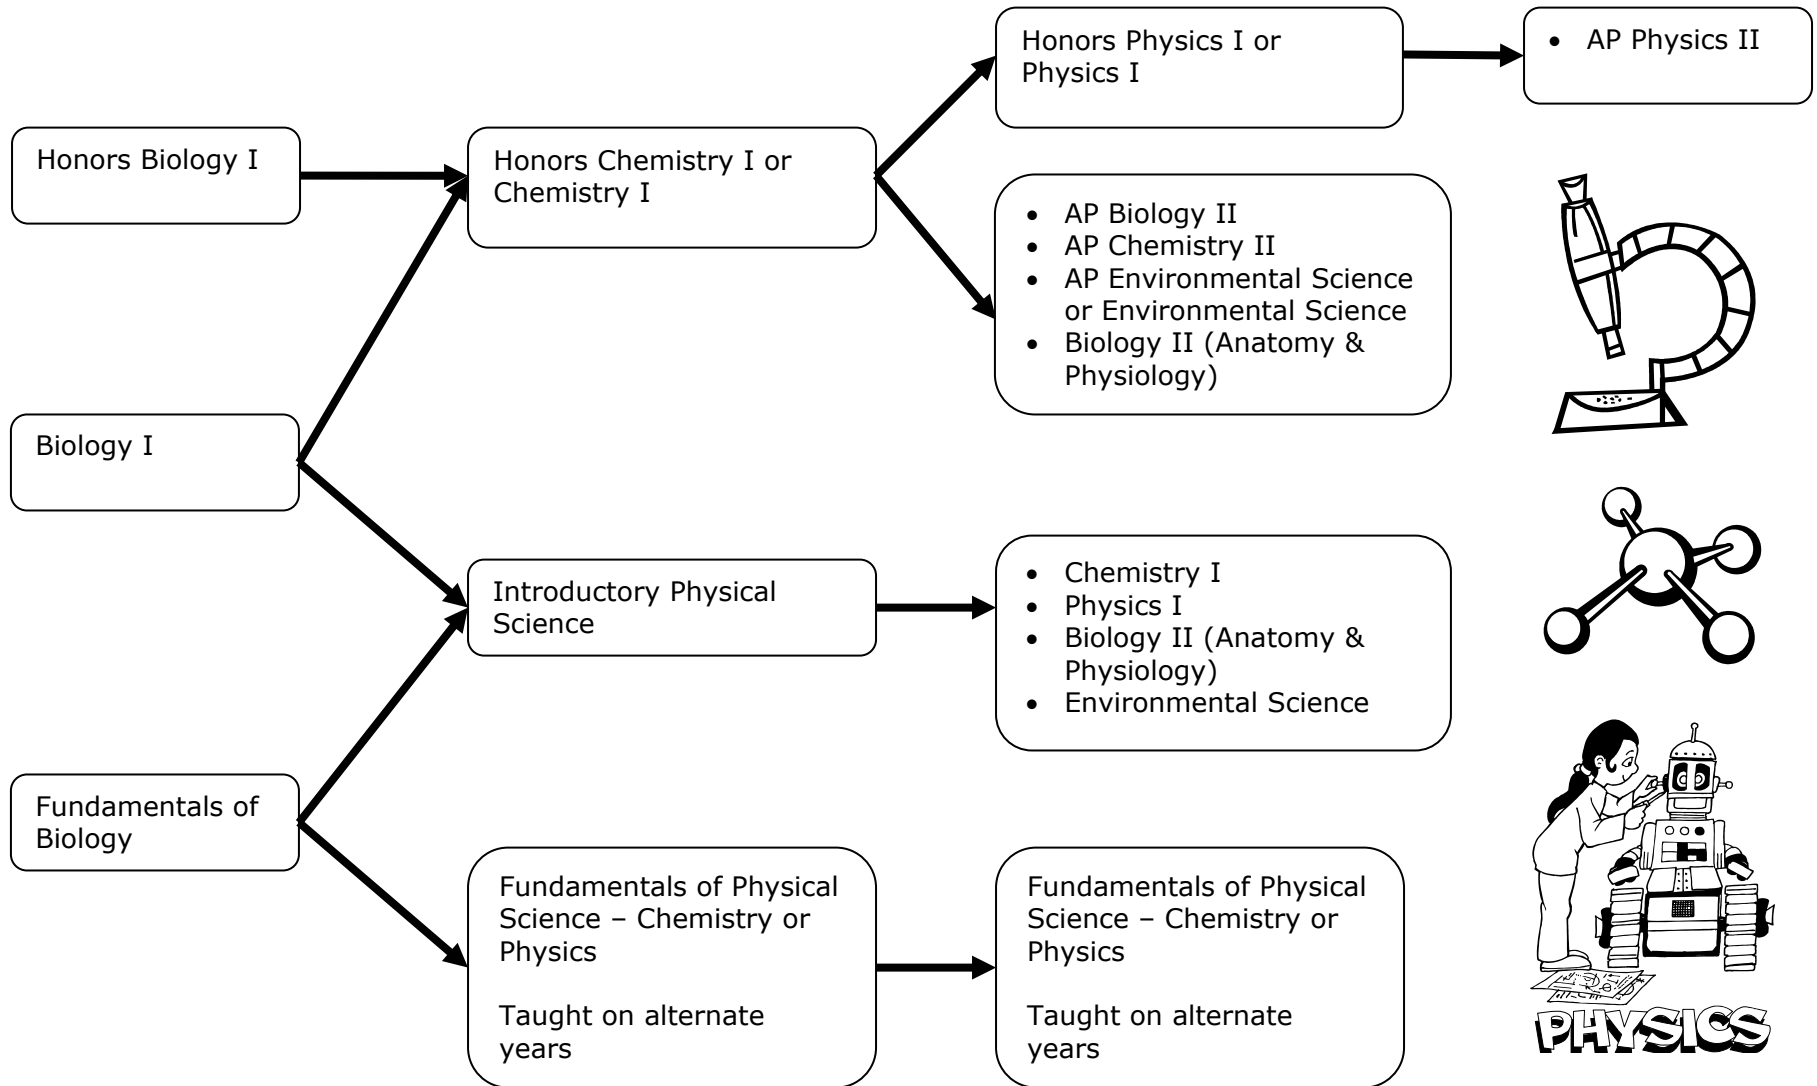 Honors Biology I
Biology I
Fundamentals of
Biology
Honors Chemistry I or
Chemistry I
Introductory Physical
Science
Fundamentals of Physical
Science – Chemistry or
Physics
Taught on alternate
years
Honors Physics I or
Physics I
• AP Biology II
• AP Chemistry II
• AP Environmental Science
or Environmental Science
• Biology II (Anatomy &
Physiology)
• Chemistry I
• Physics I
• Biology II (Anatomy &
Physiology)
• Environmental Science
Fundamentals of Physical
Science – Chemistry or
Physics
Taught on alternate
years
• AP Physics II
PHYSICS